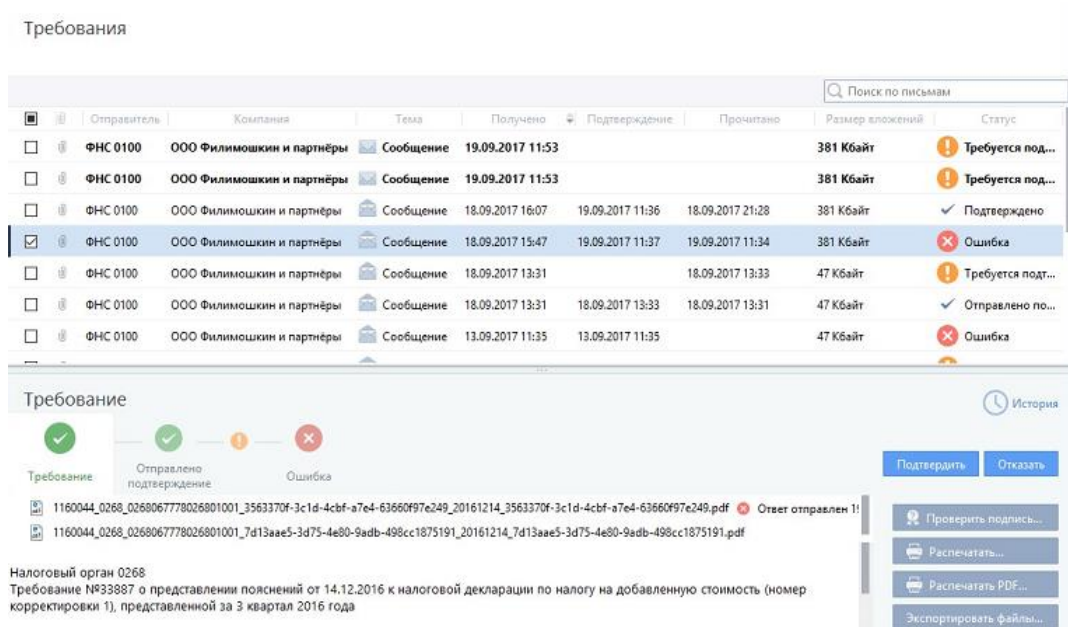 Требования
Поиск по письмам
Отправитель Компания Тема Получено Подтверждение Прочитано Размер вложений Статус
ФНС 0100 ООО Филимошкин и партнёры Сообщение 19.09.2017 11:53 381 Кбайт Требуется под...
ФНС 0100 ООО Филимошкин и партнёры Сообщение 19.09.2017 11:53 381 Кбайт Требуется под...
ФНС 0100 ООО Филимошкин и партнёры Сообщение 18.09.2017 16:07 19.09.2017 11:36 18.09.2017 21:28 381 Кбайт Подтверждено
ФНС 0100 ООО Филимошкин и партнёры Сообщение 18.09.2017 15:47 19.09.2017 11:37 19.09.2017 11:34 381 Кбайт Ошибка
ФНС 0100 ООО Филимошкин и партнёры Сообщение 18.09.2017 13:31 18.09.2017 13:33 47 Кбайт Требуется подт...
ФНС 0100 ООО Филимошкин и партнёры Сообщение 18.09.2017 13:31 18.09.2017 13:33 18.09.2017 13:31 47 Кбайт Отправлено по...
ФНС 0100 ООО Филимошкин и партнёры Сообщение 13.09.2017 11:35 13.09.2017 11:35 47 Кбайт Ошибка
Требование
История
Требование
Отправлено
подтверждение
Ошибка
Подтвердить Отказать
1160044_0268_0268067778026801001_3563370f-3c1d-4cbf-a7e4-63660f97e249_20161214_3563370f-3c1d-4cbf-a7e4-63660f97e249.pdf Ответ отправлен 1
1160044_0268_0268067778026801001_7d13aae5-3d75-4e80-9adb-498cc1875191_20161214_7d13aae5-3d75-4e80-9adb-498cc1875191.pdf
Проверить подпись...
Распечатать...
Распечатать PDF...
Экспортировать файлы...
Налоговый орган 0268
Требование №33887 о представлении пояснений от 14.12.2016 к налоговой декларации по налогу на добавленную стоимость (номер
корректировки 1), представленной за 3 квартал 2016 года